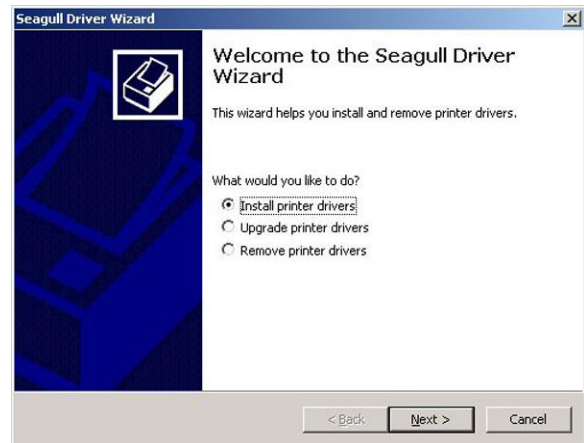 Seagull Driver Wizard
Welcome to the Seagull Driver
Wizard
This wizard helps you install and remove printer drivers.
What would you like to do?
Install printer drivers
Upgrade printer drivers
Remove printer drivers
< Back Next > Cancel